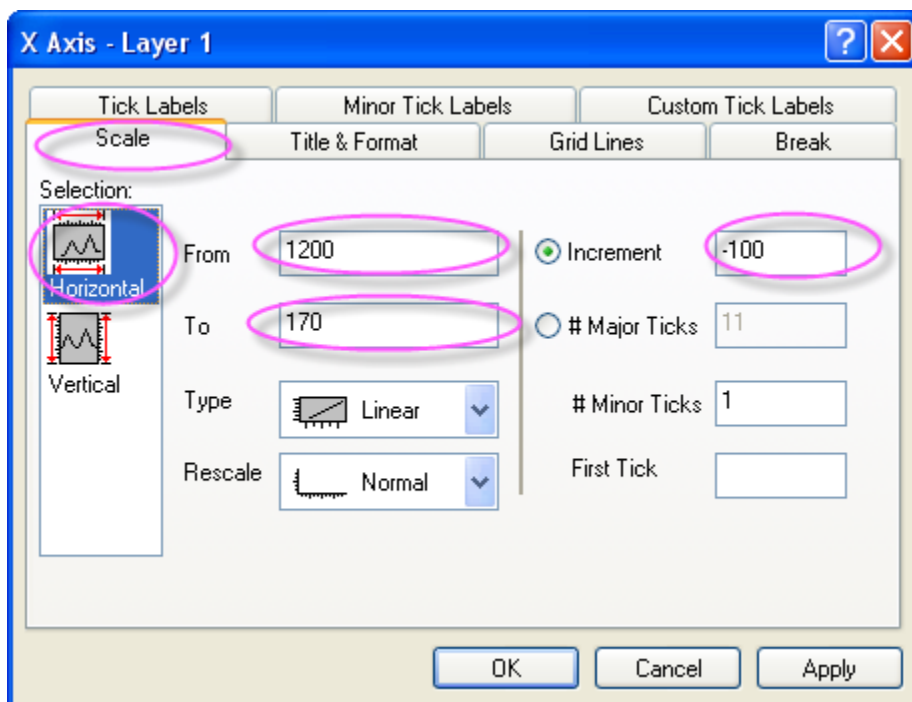 X Axis - Layer 1
Tick Labels Minor Tick Labels Custom Tick Labels
Scale Title & Format Grid Lines Break
Selection:
Horizontal
Vertical
From 1200
To 170
Type Linear
Rescale Normal
Increment -100
# Major Ticks 11
# Minor Ticks 1
First Tick
OK Cancel Apply